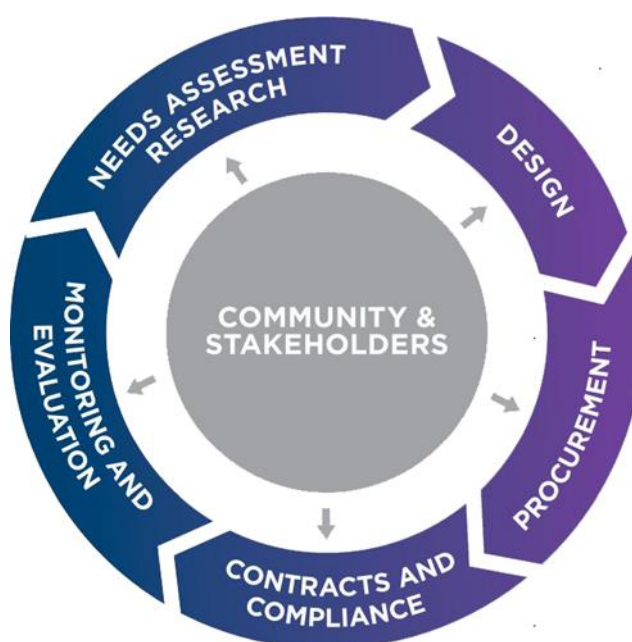 NEEDS ASSESSMENT
RESEARCH
DESIGN
PROCUREMENT
CONTRACTS AND
COMPLIANCE
MONITORING AND
EVALUATION
COMMUNITY &
STAKEHOLDERS